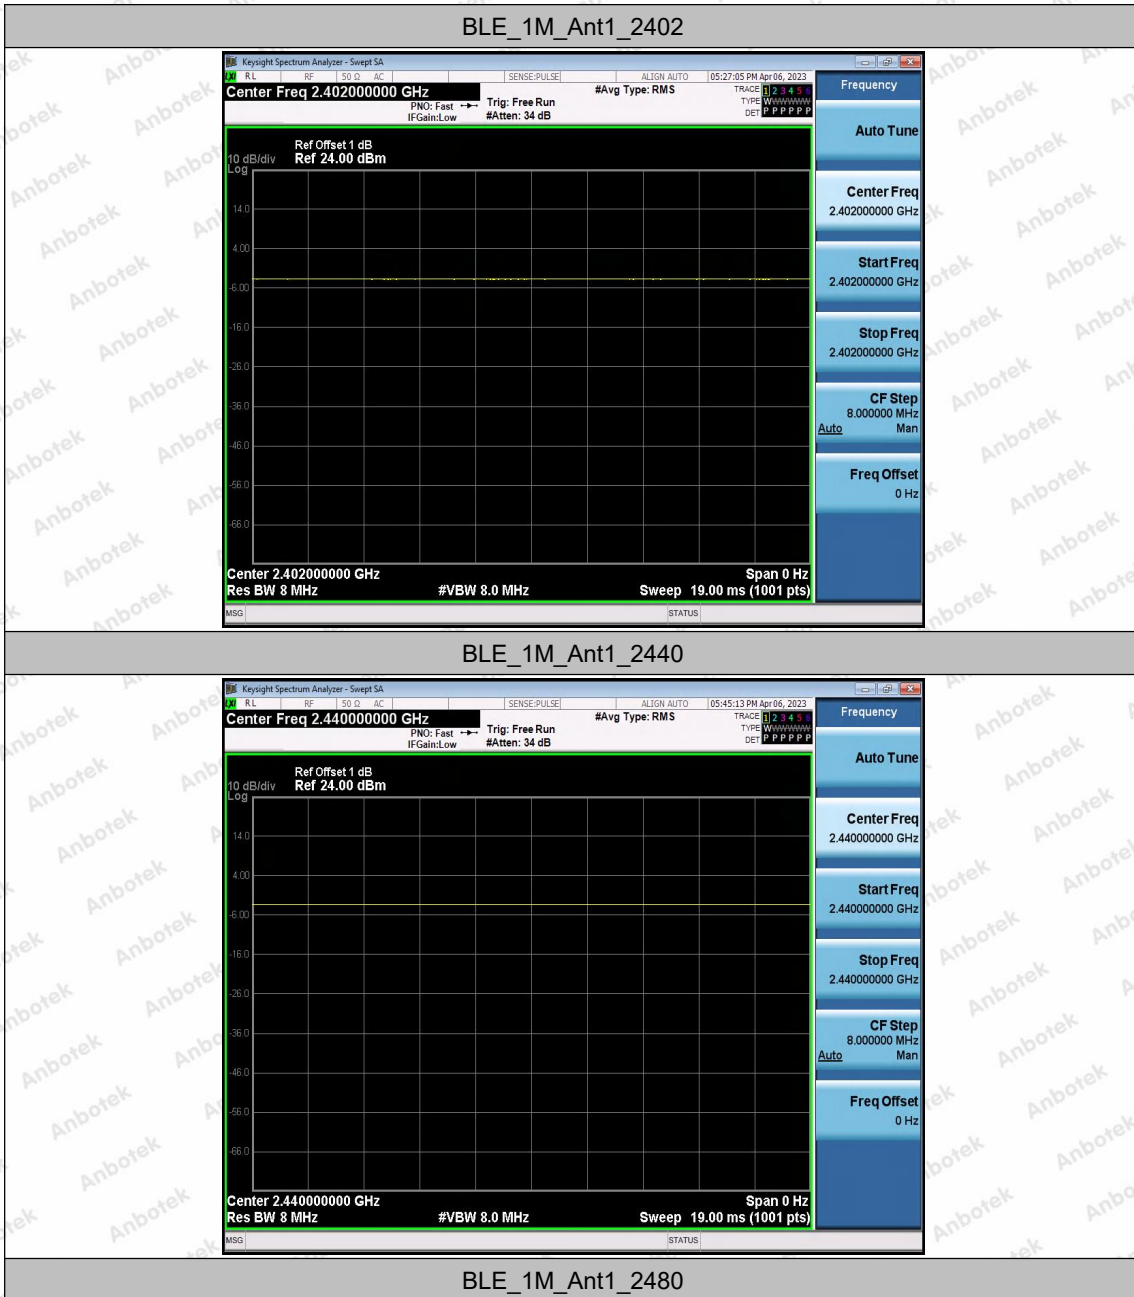 BLE_1M_Ant1_2402
Keysight Spectrum Analyzer - Swept SA
LXI RL RF 50 Ω AC SENSE:PULSE ALIGN AUTO 05:27:05 PM Apr 06, 2023
Center Freq 2.402000000 GHz
PNO: Fast
IFGain:Low
Trig: Free Run
#Atten: 34 dB
#Avg Type: RMS
TRACE 1 2 3 4 5 6
TYPE WWWWWWW
DET P P P P P P
Ref Offset 1 dB
10 dB/div Ref 24.00 dBm
Log
14.0
4.00
-6.00
-16.0
-26.0
-36.0
-46.0
-56.0
-66.0
Center 2.402000000 GHz Span 0 Hz
Res BW 8 MHz #VBW 8.0 MHz Sweep 19.00 ms (1001 pts)
MSG STATUS
Frequency
Auto Tune
Center Freq
2.402000000 GHz
Start Freq
2.402000000 GHz
Stop Freq
2.402000000 GHz
CF Step
8.000000 MHz
Auto Man
Freq Offset
0 Hz
BLE_1M_Ant1_2440
Keysight Spectrum Analyzer - Swept SA
LXI RL RF 50 Ω AC SENSE:PULSE ALIGN AUTO 05:45:13 PM Apr 06, 2023
Center Freq 2.440000000 GHz
PNO: Fast
IFGain:Low
Trig: Free Run
#Atten: 34 dB
#Avg Type: RMS
TRACE 1 2 3 4 5 6
TYPE WWWWWWW
DET P P P P P P
Ref Offset 1 dB
10 dB/div Ref 24.00 dBm
Log
14.0
4.00
-6.00
-16.0
-26.0
-36.0
-46.0
-56.0
-66.0
Center 2.440000000 GHz Span 0 Hz
Res BW 8 MHz #VBW 8.0 MHz Sweep 19.00 ms (1001 pts)
MSG STATUS
Frequency
Auto Tune
Center Freq
2.440000000 GHz
Start Freq
2.440000000 GHz
Stop Freq
2.440000000 GHz
CF Step
8.000000 MHz
Auto Man
Freq Offset
0 Hz
BLE_1M_Ant1_2480
Anbotek